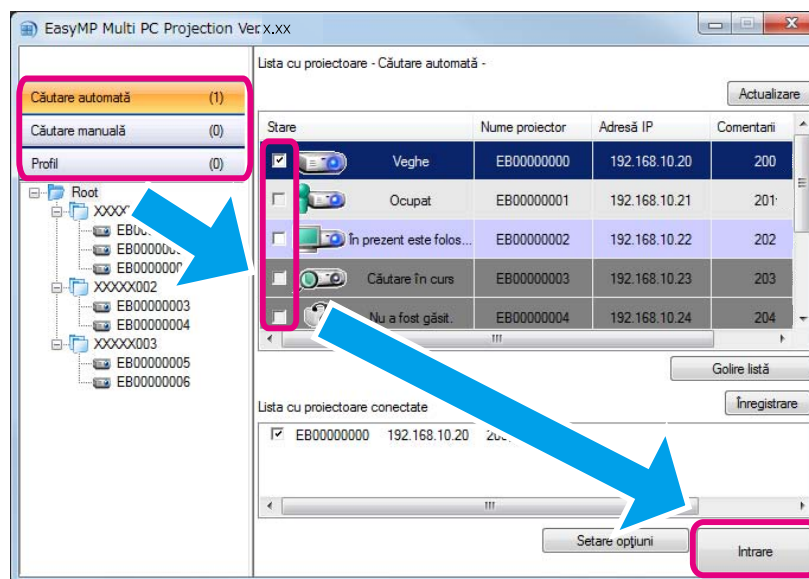 EasyMP Multi PC Projection Ver.x.xx
Lista cu proiectoare - Căutare automată -
Actualizare
Căutare automată (1)
Căutare manuală (0)
Profil (0)
Stare Nume proiector Adresă IP Comentarii
Veghe EB00000000 192.168.10.20 200
Ocupat EB00000001 192.168.10.21 201
În prezent este folos... EB00000002 192.168.10.22 202
Căutare în curs EB00000003 192.168.10.23 203
Nu a fost găsit. EB00000004 192.168.10.24 204
Root
XXXXX002
EB00000003
EB00000004
XXXXX003
EB00000005
EB00000006
Golire listă
Înregistrare
Lista cu proiectoare conectate
EB00000000 192.168.10.20
Setare opţiuni
Intrare